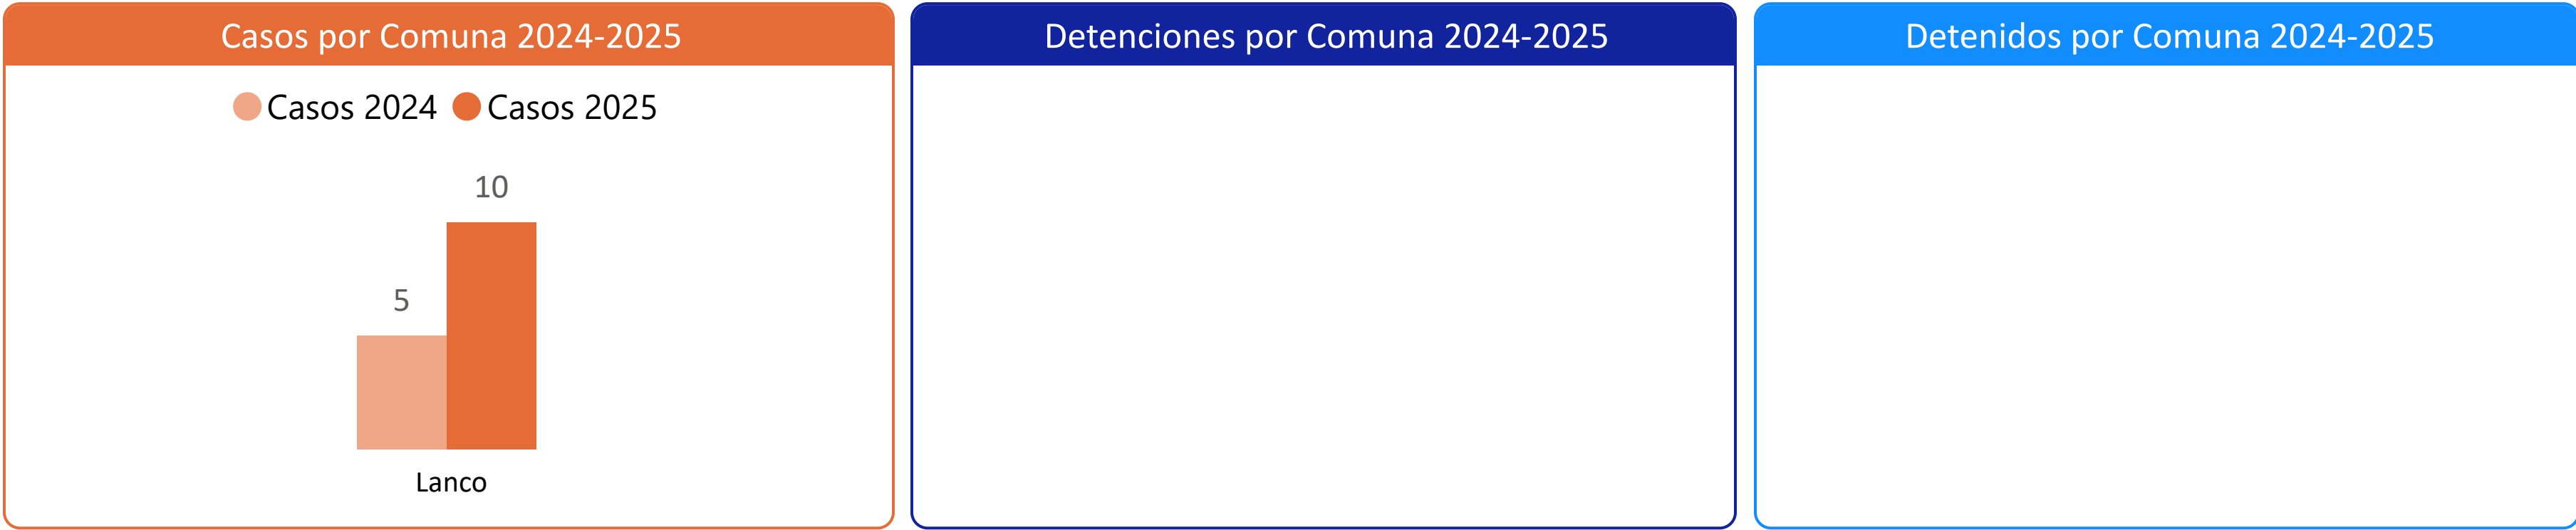 Casos por Comuna 2024-2025
Casos 2024 Casos 2025
10
5
Lanco
Detenciones por Comuna 2024-2025
Detenidos por Comuna 2024-2025